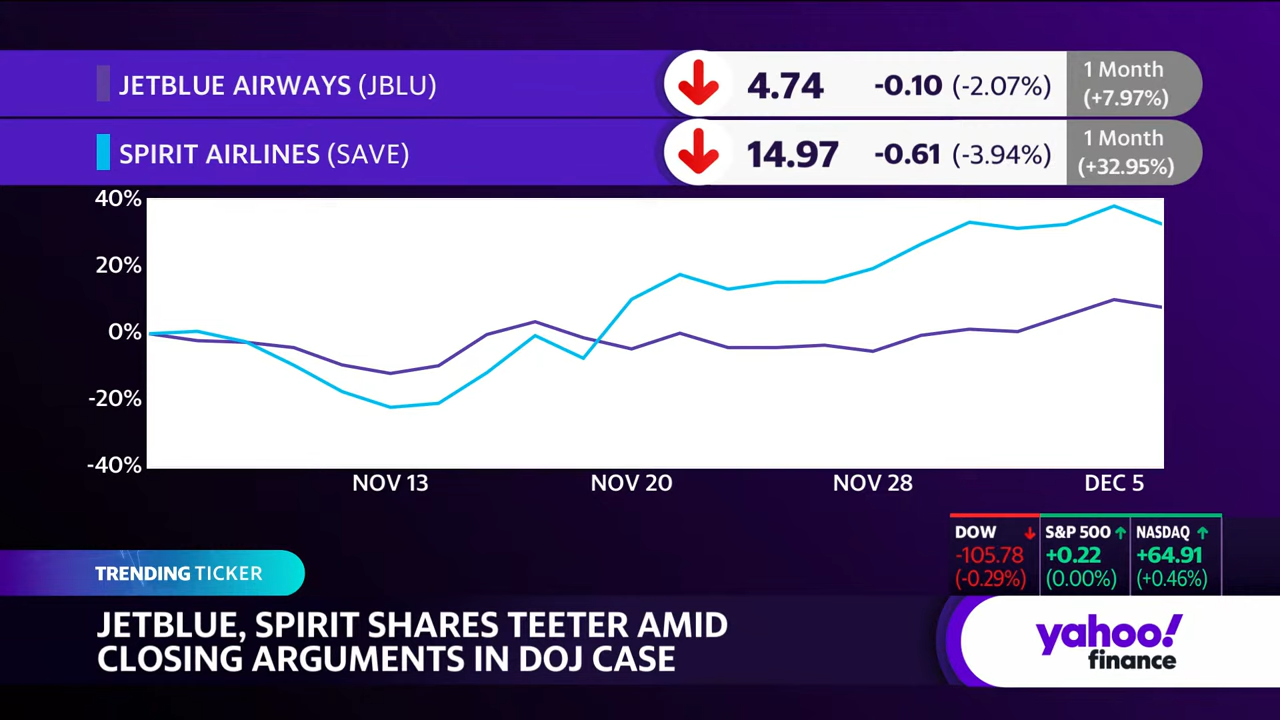 JETBLUE AIRWAYS (JBLU)
4.74
-0.10 (-2.07%)
1 Month
(+7.97%)
SPIRIT AIRLINES (SAVE)
14.97
-0.61 (-3.94%)
1 Month
(+32.95%)
40%
20%
0%
-20%
-40%
NOV 13
NOV 20
NOV 28
DEC 5
DOW
-105.78
(-0.29%)
S&P 500
+0.22
(0.00%)
NASDAQ
+64.91
(+0.46%)
TRENDING TICKER
JETBLUE, SPIRIT SHARES TEETER AMID
CLOSING ARGUMENTS IN DOJ CASE
yahoo!
finance